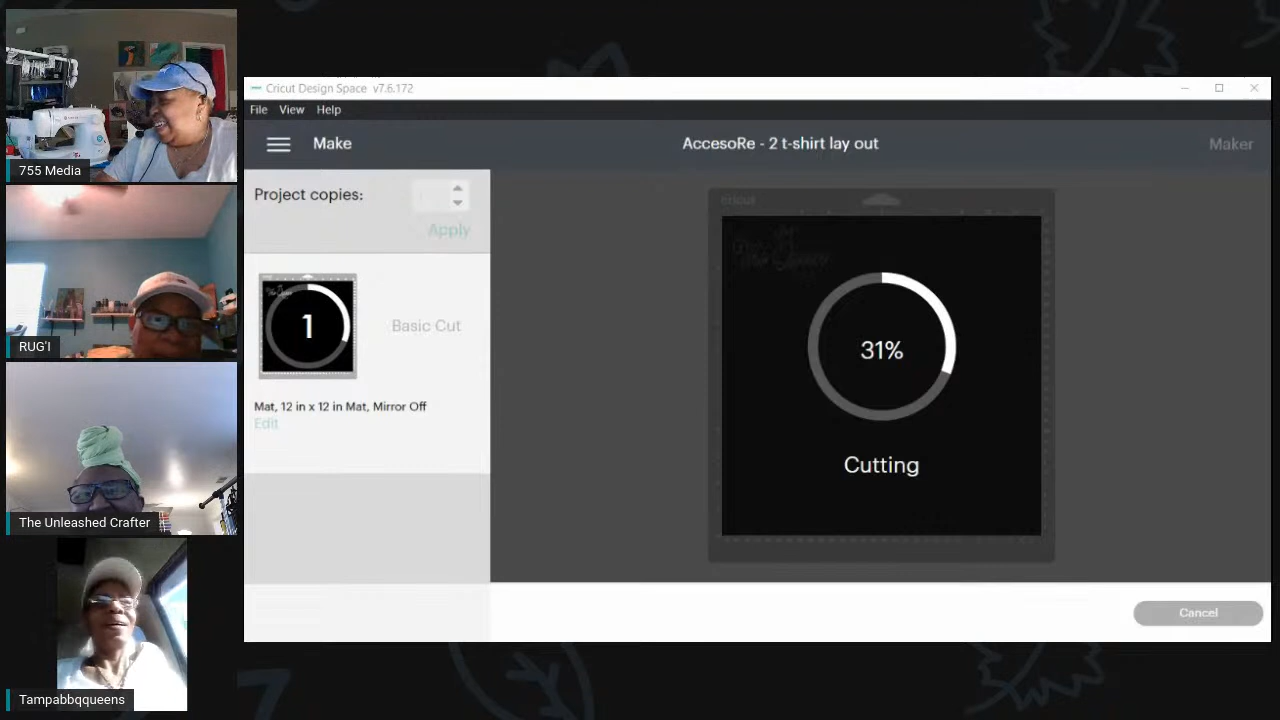 755 Media
RUG'I
The Unleashed Crafter
Tampabbqqueens
Cricut Design Space v7.6.172
File View Help
Make
AccesoRe - 2 t-shirt lay out
Maker
Project copies:
Apply
1
Basic Cut
Mat, 12 in x 12 in Mat, Mirror Off
Edit
cricut
31%
Cutting
Cancel